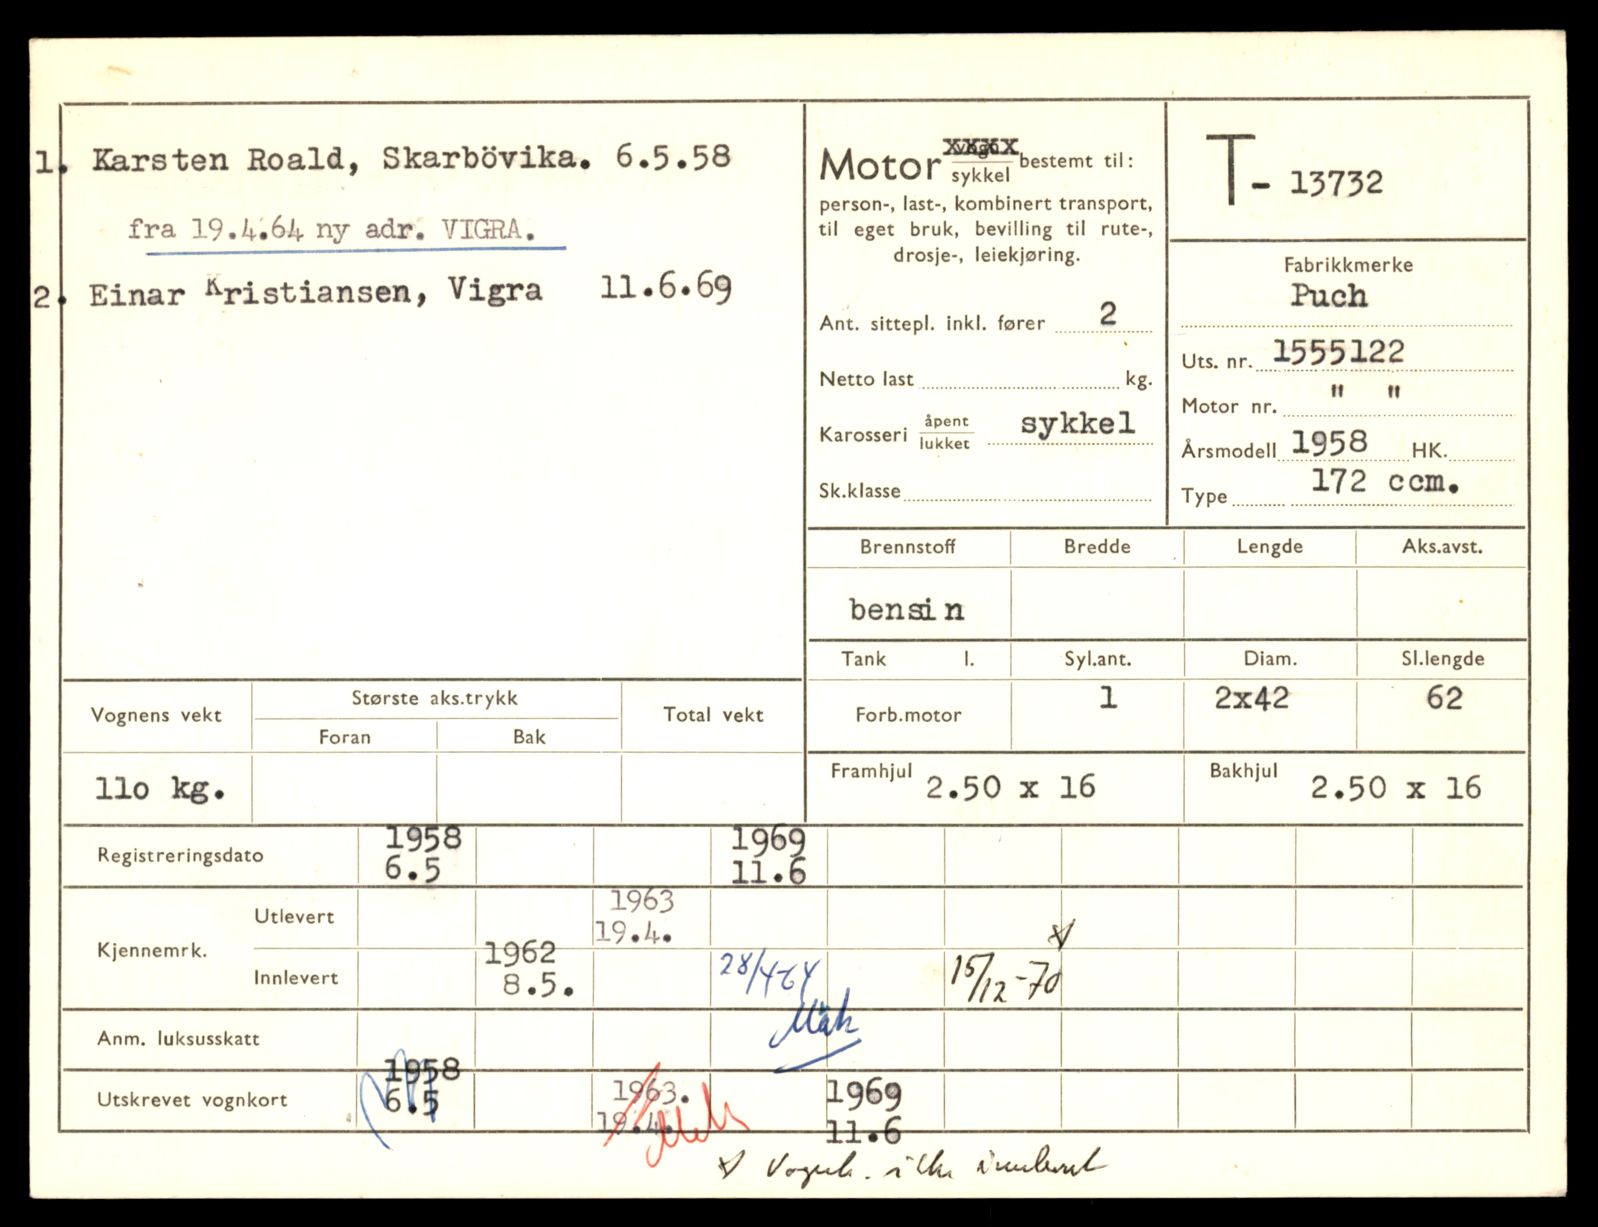 1. Karsten Roald, Skarbövika. 6.5.58
fra 19.4.64 ny adr. VIGRA.
2. Einar Kristiansen, Vigra 11.6.69
Motor vogn sykkel bestemt til:
person-, last-, kombinert transport,
til eget bruk, bevilling til rute-,
drosje-, leiekjøring.
Ant. sittepl. inkl. fører 2
Netto last kg.
Karosseri åpent lukket sykkel
Sk.klasse
T- 13732
Fabrikkmerke
Puch
Uts. nr. 1555122
Motor nr. " "
Årsmodell 1958 HK.
Type 172 ccm.
Brennstoff Bredde Lengde Aks.avst.
bensin
Tank l. Syl.ant. Diam. Sl.lengde
Forb.motor 1 2x42 62
Framhjul 2.50 x 16 Bakhjul 2.50 x 16
Vognens vekt Største aks.trykk Total vekt
Foran Bak
110 kg.
Registreringsdato 1958 1969
6.5 11.6
Kjennemrk.
Utlevert 1963
19.4.
Innlevert 1962 28/4-64 15/12-70
8.5.
Anm. luksusskatt
Utskrevet vognkort 1958 1963. 1969
6.5 19.4. 11.6
x Vognk. ikke innlevert